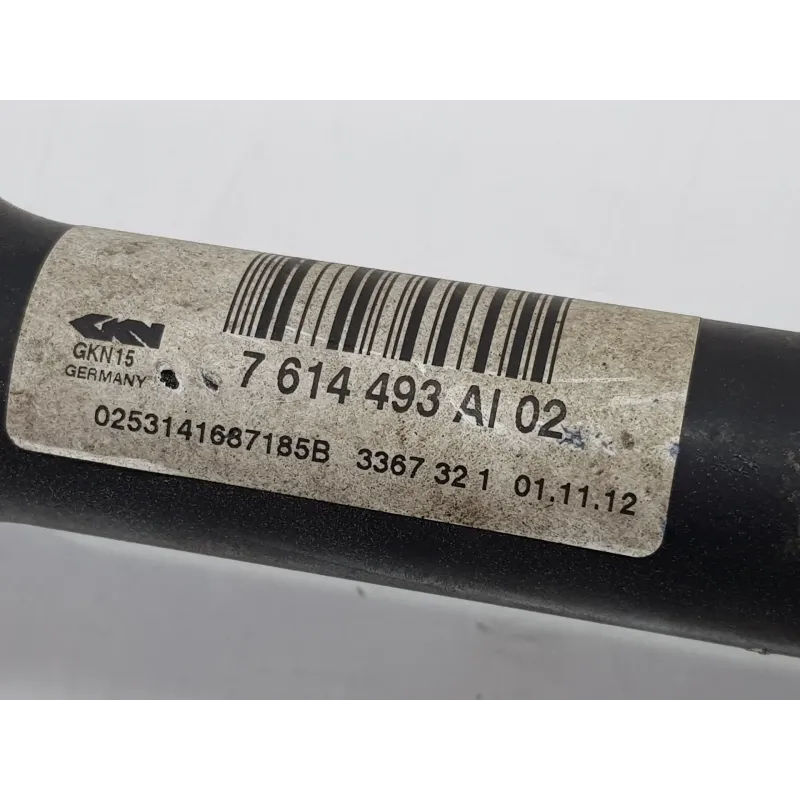 GKN
GKN15
GERMANY
7 614 493 AI 02
0253141687185B 3367 32 1 01.11.12